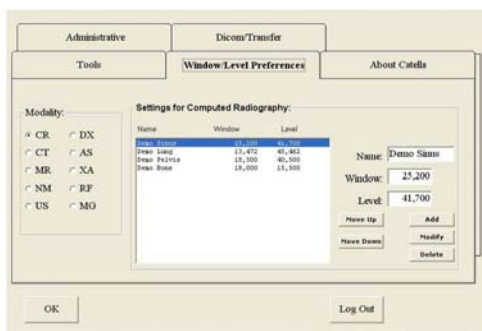 Administrative
Dicom/Transfer
Tools
Window/Level Preferences
About Catella
Modality:
CR
DX
CT
AS
MR
XA
NM
RF
US
MG
Settings for Computed Radiography:
Name Window Level
Demo Sinus 25,200 41,700
Demo Lung 13,472 45,462
Demo Pelvis 18,500 40,500
Demo Bone 18,000 15,500
Name: Demo Sinus
Window: 25,200
Level: 41,700
Move Up
Add
Move Down
Modify
Delete
OK
Log Out